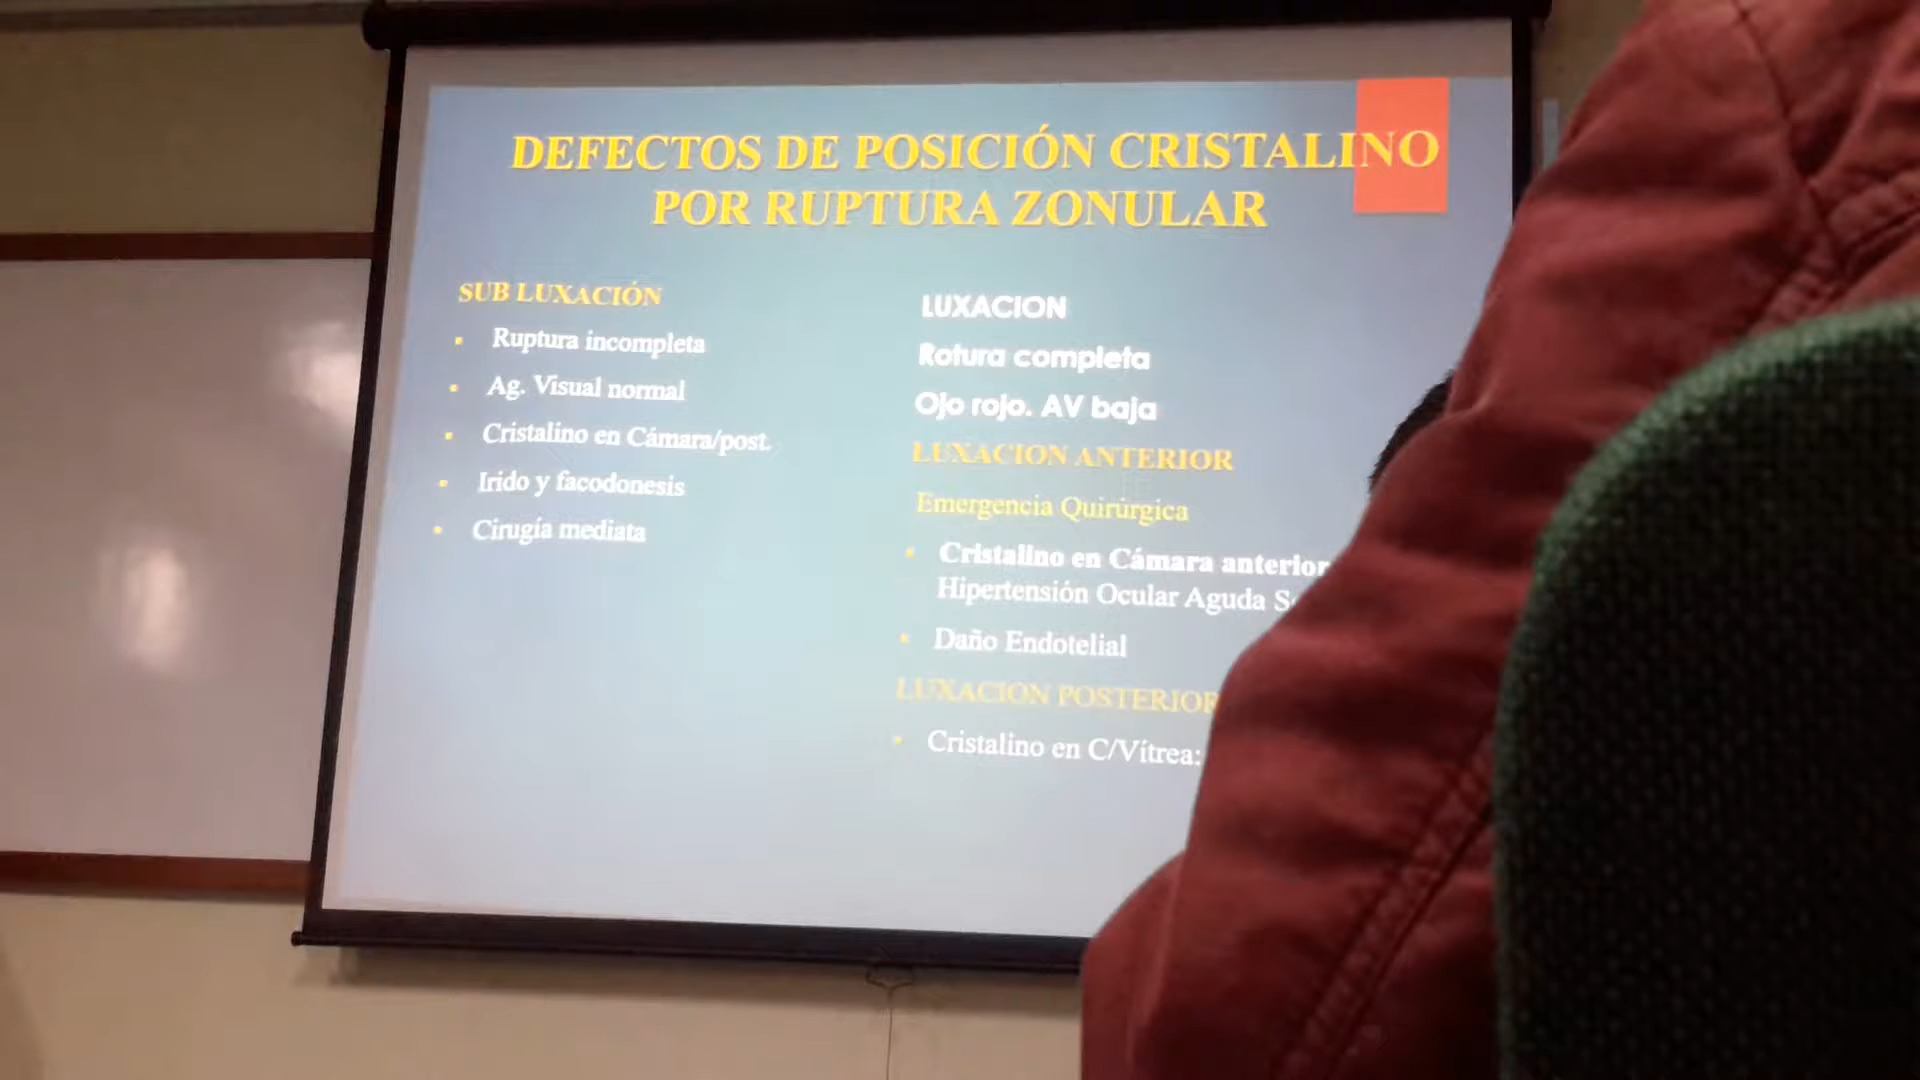 DEFECTOS DE POSICIÓN CRISTALINO
POR RUPTURA ZONULAR
SUB LUXACIÓN
Ruptura incompleta
Ag. Visual normal
Cristalino en Cámara/post.
Irido y facodonesis
Cirugía mediata
LUXACION
Rotura completa
Ojo rojo. AV baja
LUXACION ANTERIOR
Emergencia Quirúrgica
Cristalino en Cámara anterior
Hipertensión Ocular Aguda
Daño Endotelial
LUXACION POSTERIOR
Cristalino en C/Vítrea: